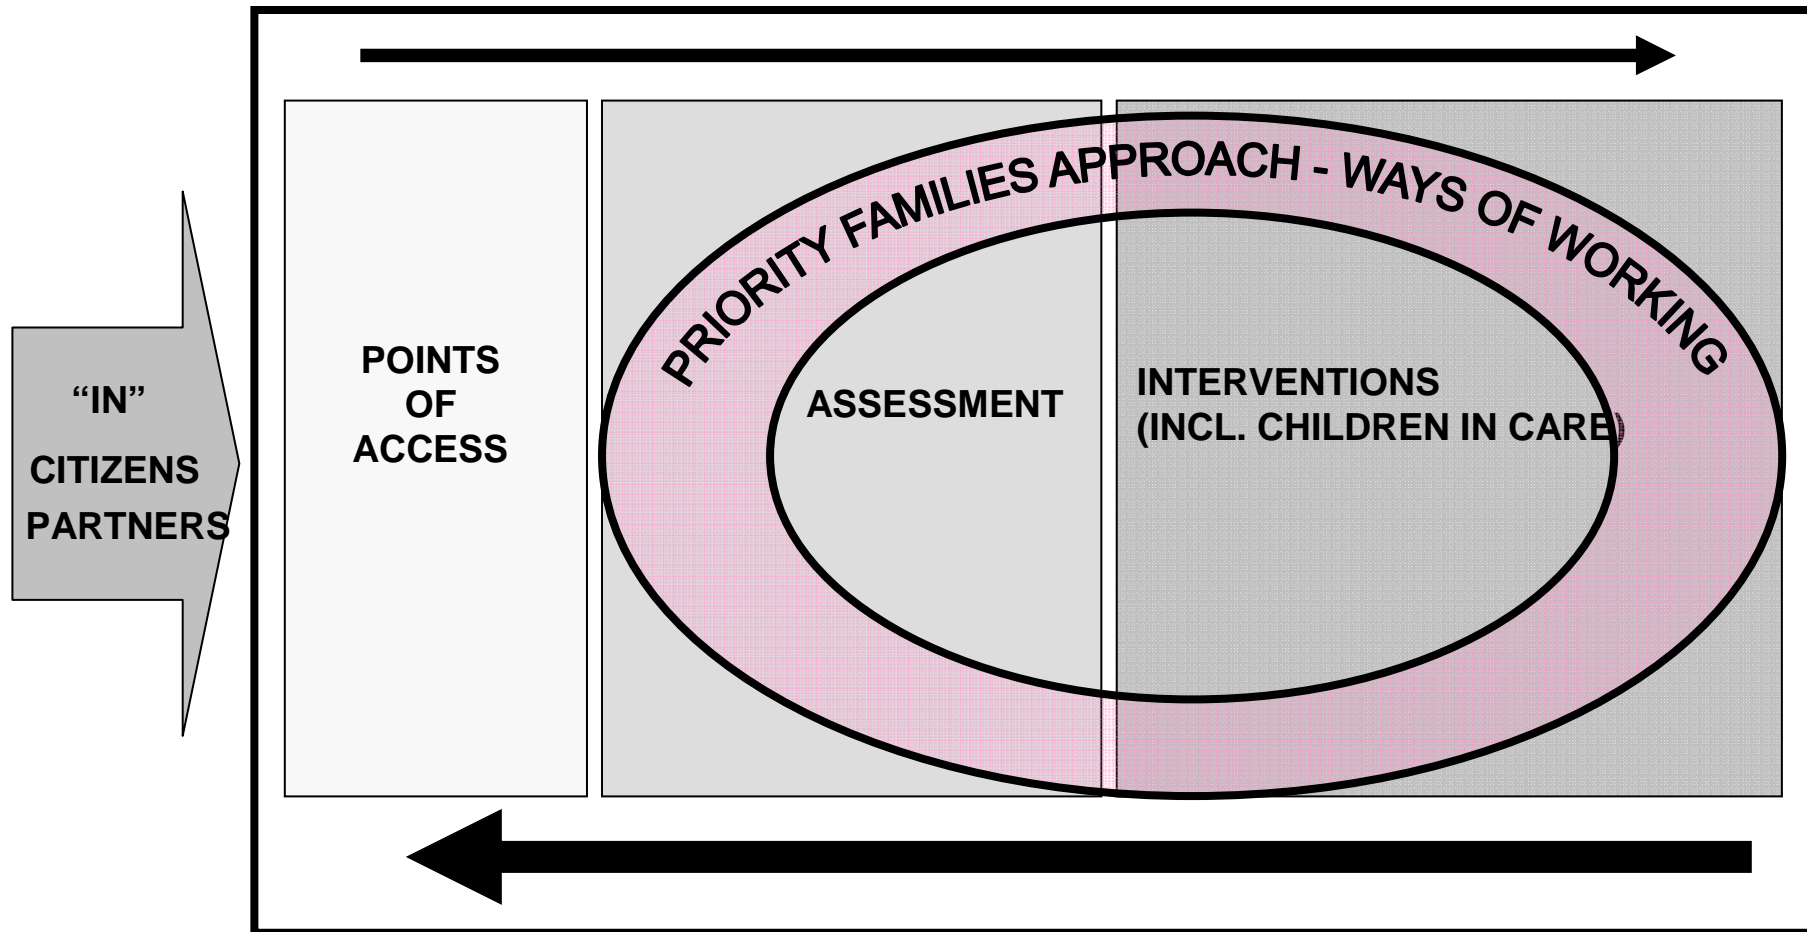 “IN”
CITIZENS
PARTNERS
POINTS
OF
ACCESS
PRIORITY FAMILIES APPROACH - WAYS OF WORKING
ASSESSMENT
INTERVENTIONS
(INCL. CHILDREN IN CARE)